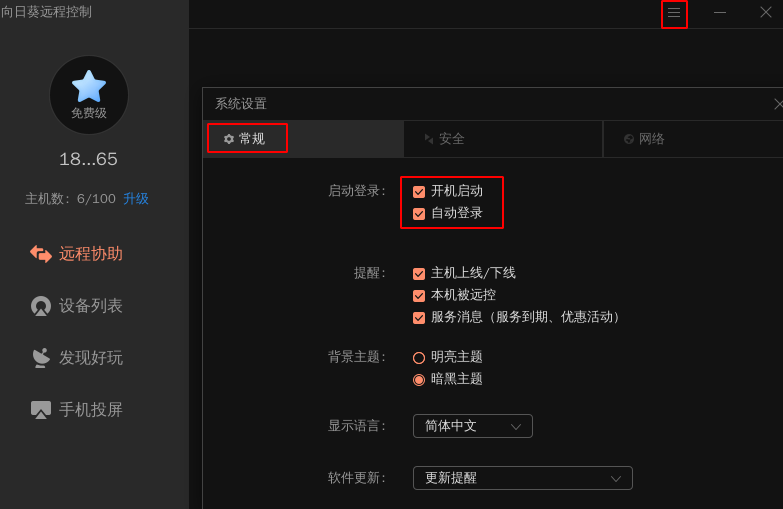 向日葵远程控制
免费级
18...65
主机数: 6/100 升级
远程协助
设备列表
发现好玩
手机投屏
系统设置
常规
安全
网络
启动登录:
开机启动
自动登录
提醒:
主机上线/下线
本机被远控
服务消息（服务到期、优惠活动）
背景主题:
明亮主题
暗黑主题
显示语言:
简体中文
软件更新:
更新提醒